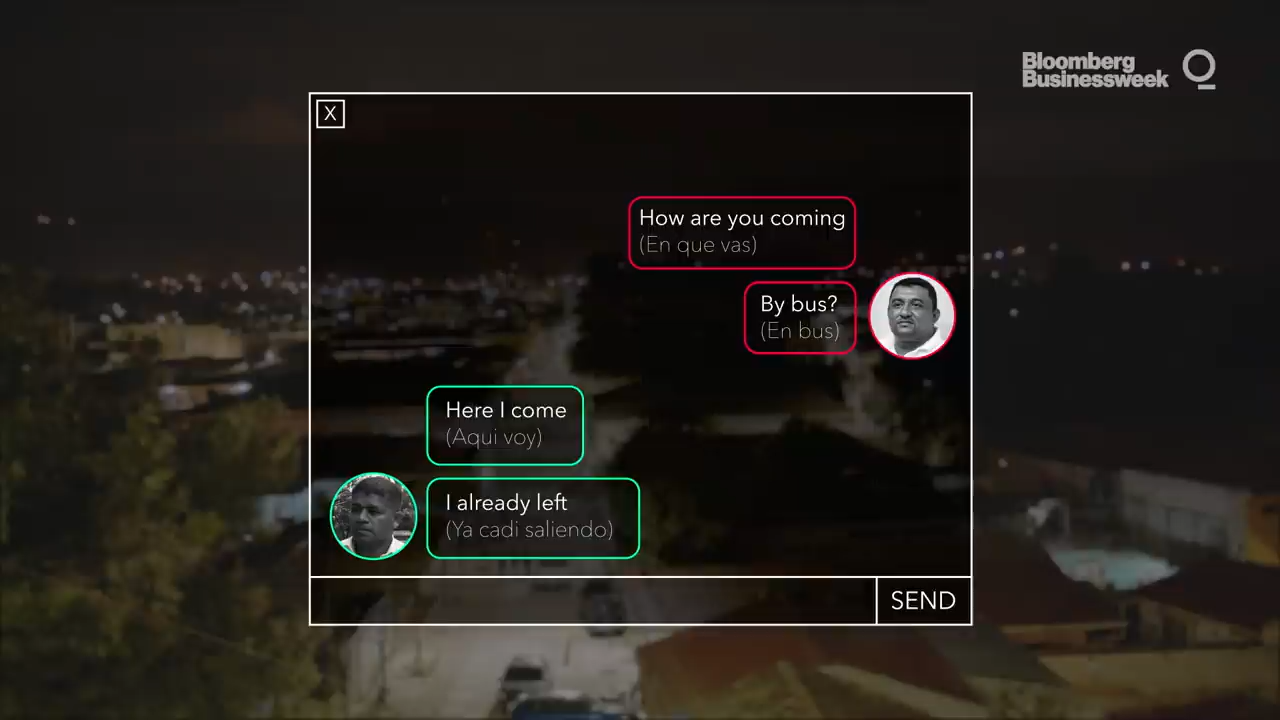 Bloomberg
Businessweek
X
How are you coming
(En que vas)
By bus?
(En bus)
Here I come
(Aqui voy)
I already left
(Ya cadi saliendo)
SEND